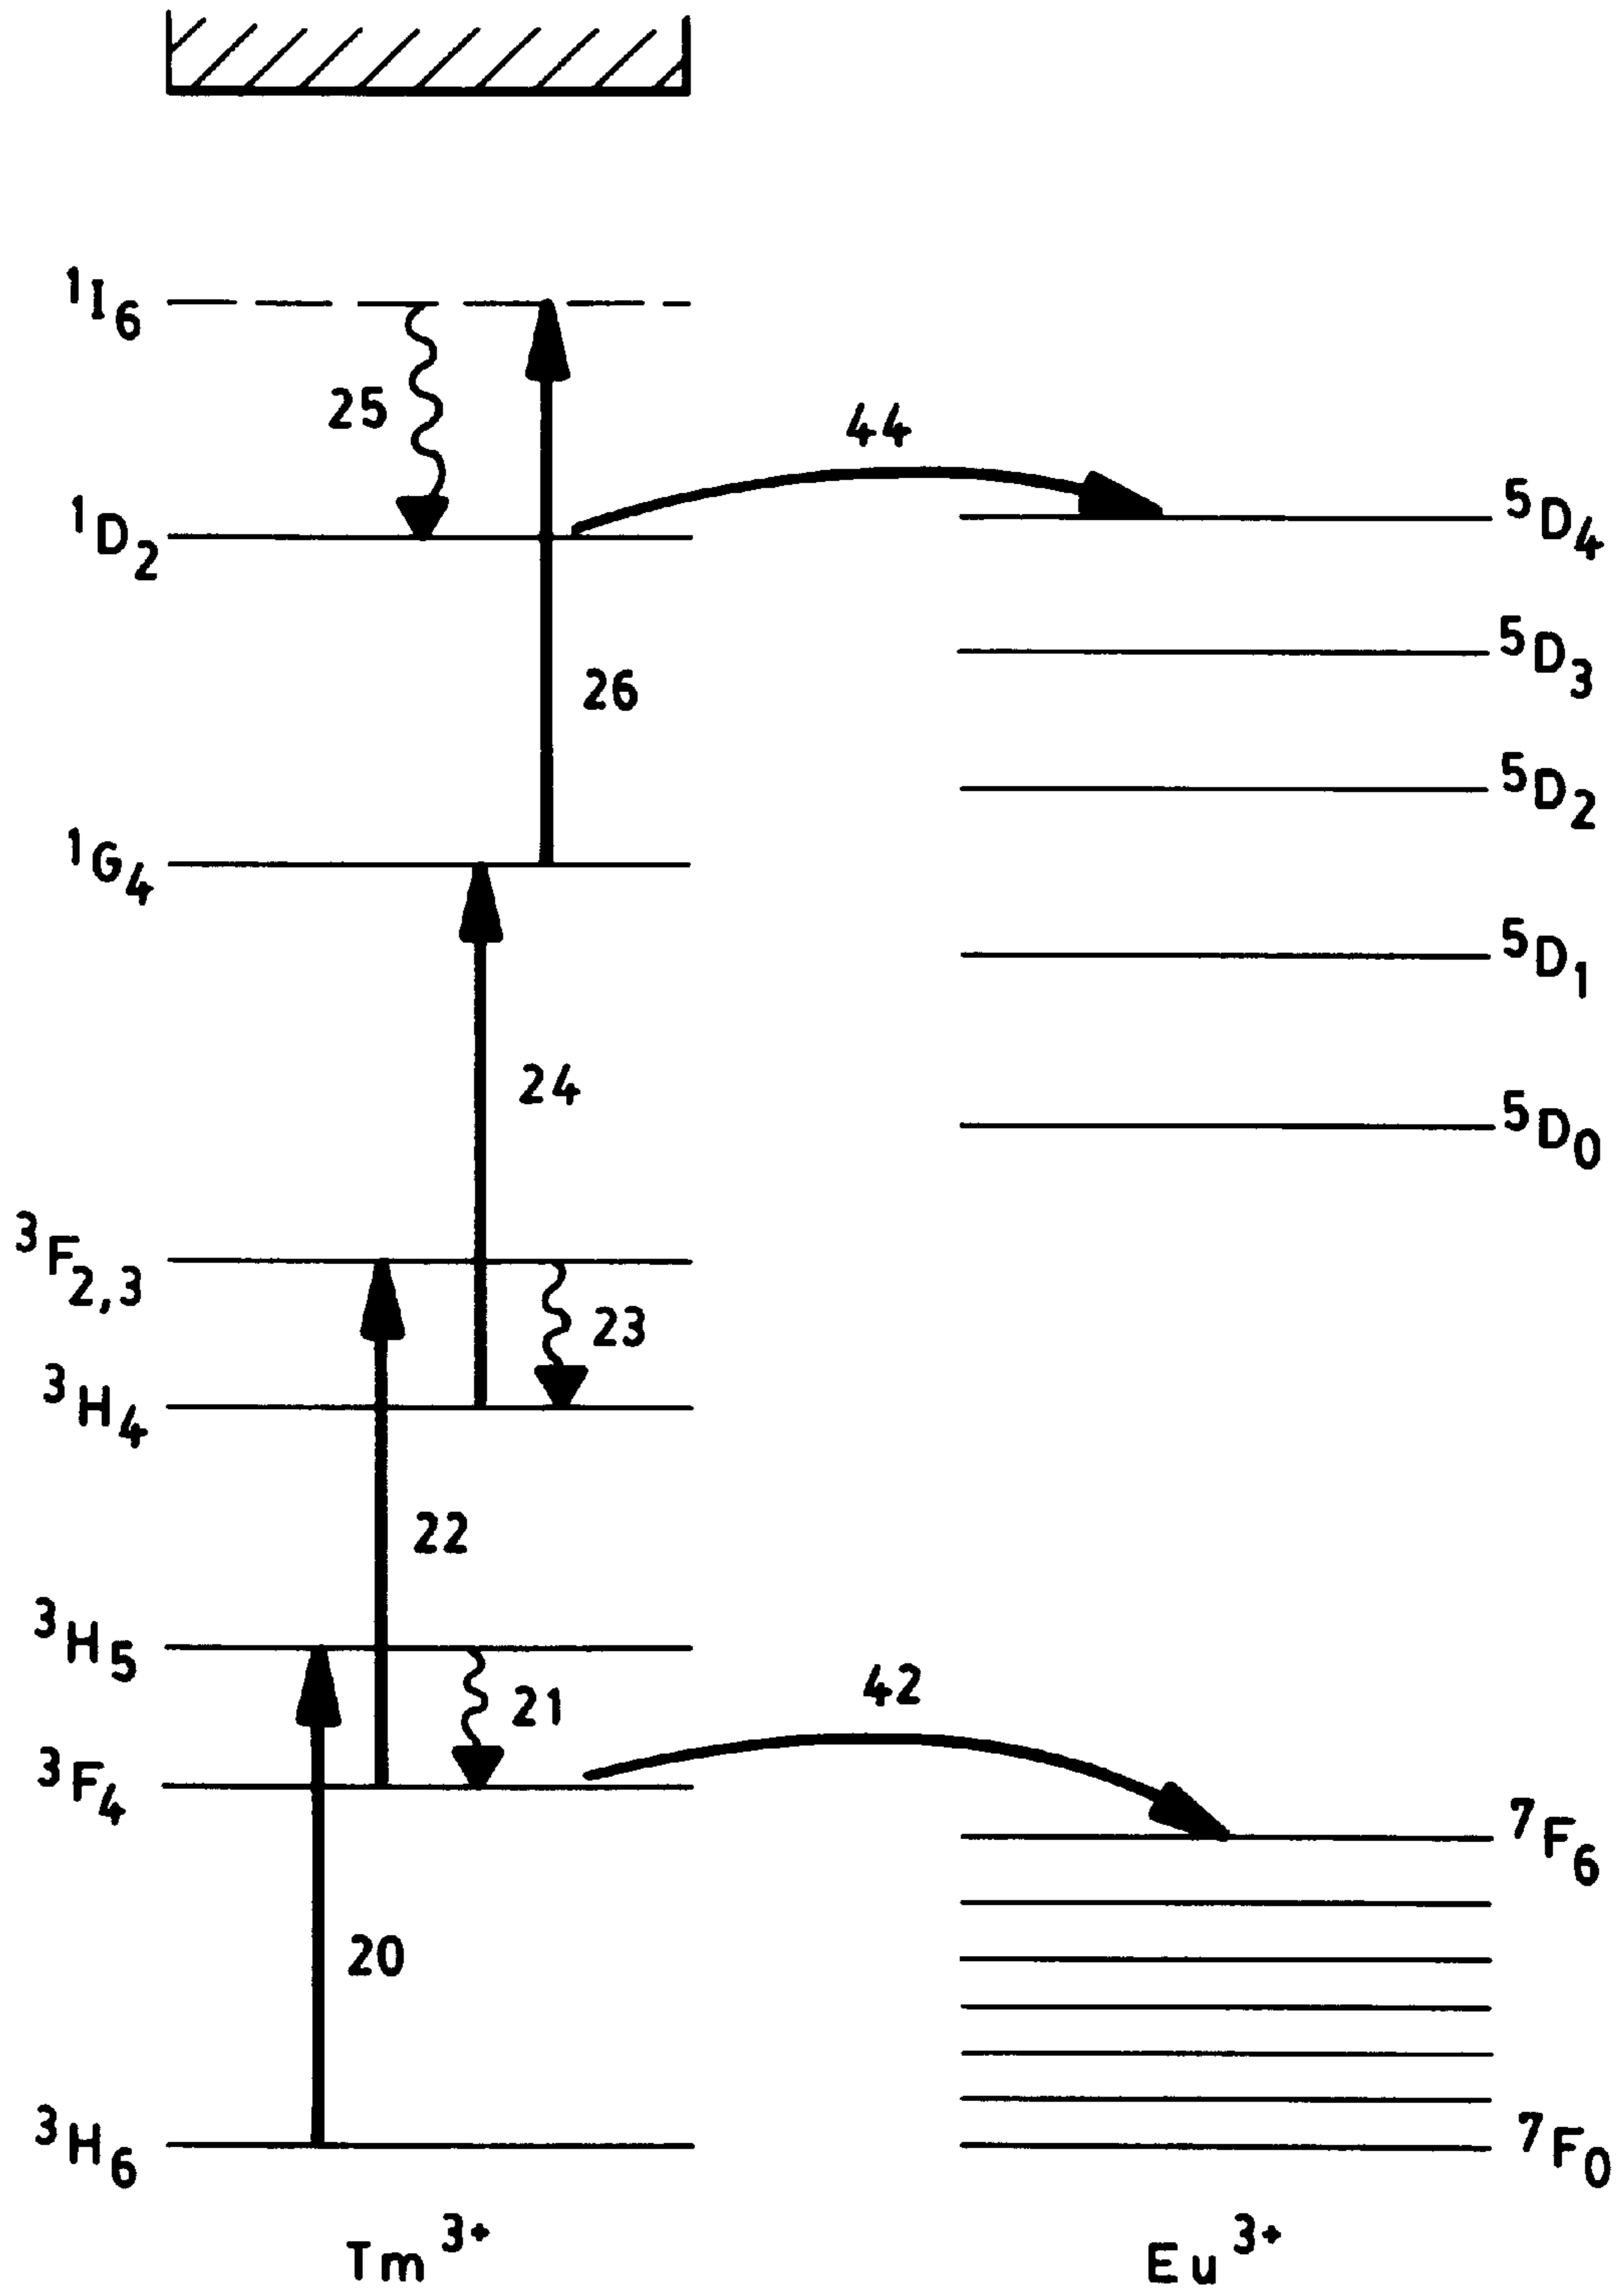 ¹I₆
25
44
¹D₂
⁵D₄
⁵D₃
26
⁵D₂
¹G₄
⁵D₁
24
⁵D₀
³F₂,₃
23
³H₄
22
³H₅
21
42
³F₄
⁷F₆
20
³H₆
⁷F₀
Tm³⁺
Eu³⁺